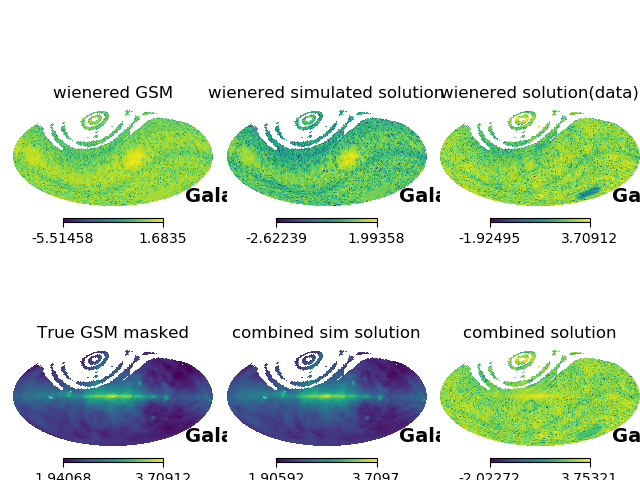 wienered GSM
wienered simulated solution
wienered solution(data)
Gala
Gala
Ga
-5.51458 1.6835
-2.62239 1.99358
-1.92495 3.70912
True GSM masked
combined sim solution
combined solution
Gala
Gala
Ga
1.94068 3.70912
1.90592 3.7097
-2.02272 3.75321